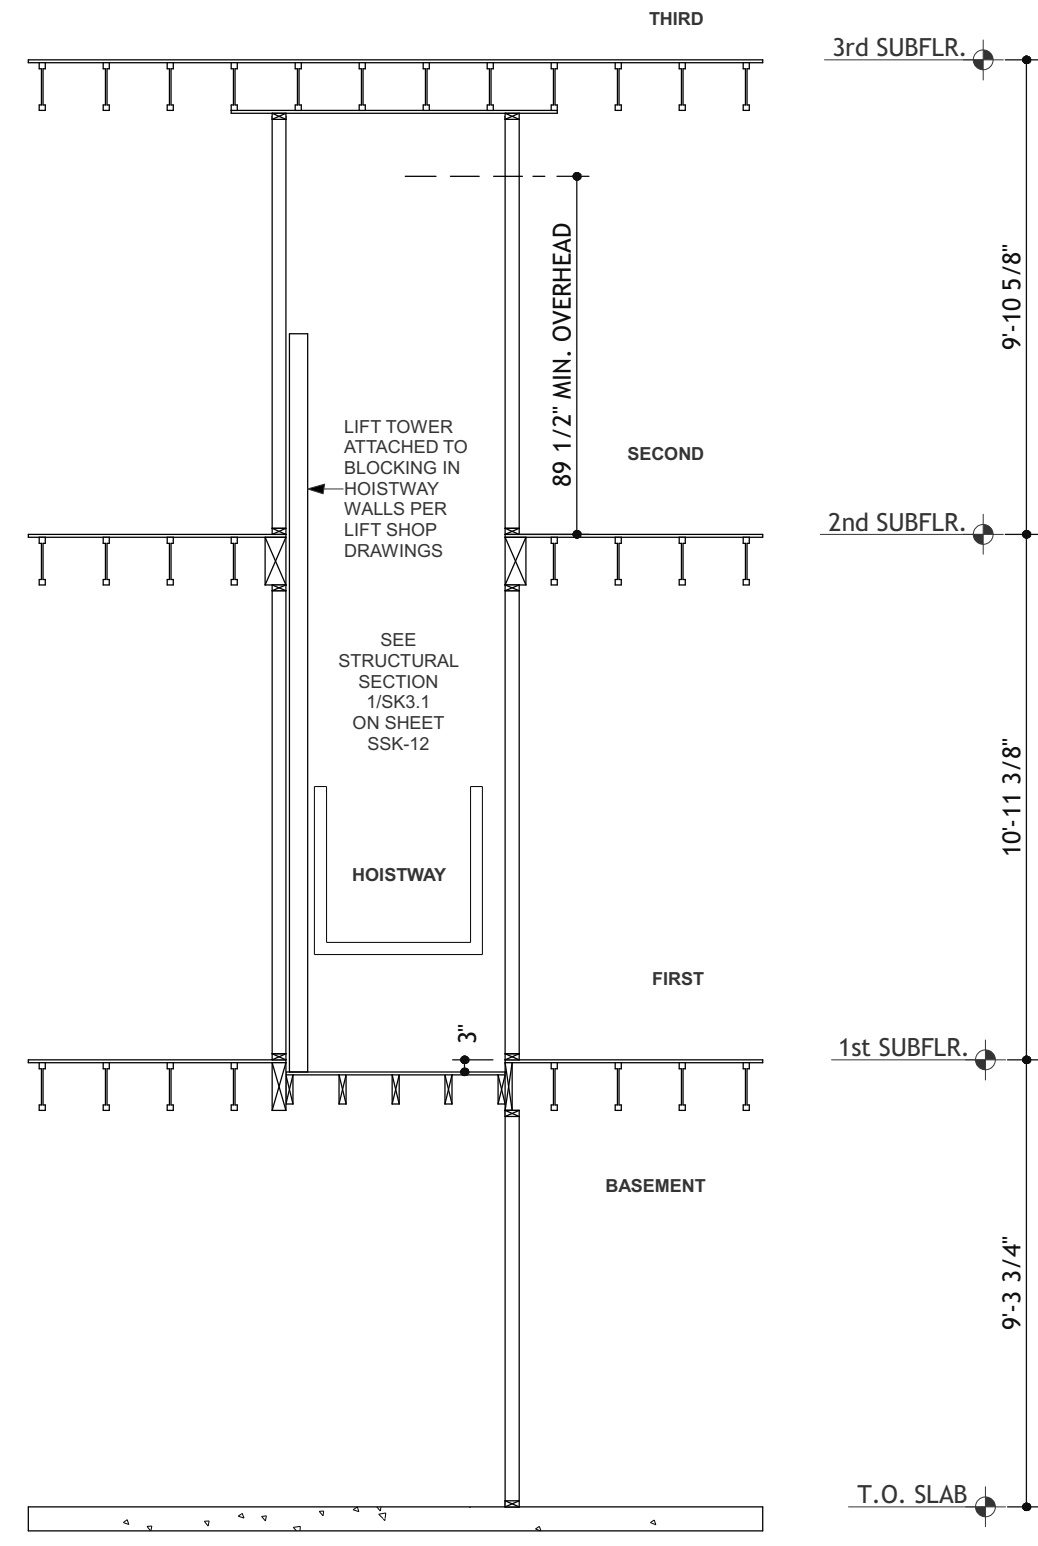 THIRD
3rd SUBFLR.
9'-10 5/8"
89 1/2" MIN. OVERHEAD
LIFT TOWER
ATTACHED TO
BLOCKING IN
HOISTWAY
WALLS PER
LIFT SHOP
DRAWINGS
SECOND
2nd SUBFLR.
SEE
STRUCTURAL
SECTION
1/SK3.1
ON SHEET
SSK-12
10'-11 3/8"
HOISTWAY
FIRST
3"
1st SUBFLR.
BASEMENT
9'-3 3/4"
T.O. SLAB